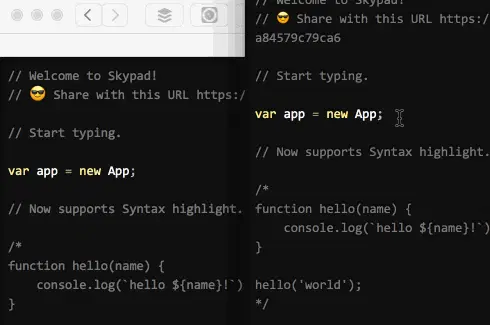 // Welcome to Skypad!
// 😎 Share with this URL https:/
// Start typing.
var app = new App;
// Now supports Syntax highlight.
/*
function hello(name) {
console.log(`hello ${name}!`)
}
// Welcome to Skypad!
// 😎 Share with this URL https:/
a84579c79ca6
// Start typing.
var app = new App;
// Now supports Syntax highlight.
/*
function hello(name) {
console.log(`hello ${name}!`)
}
hello('world');
*/